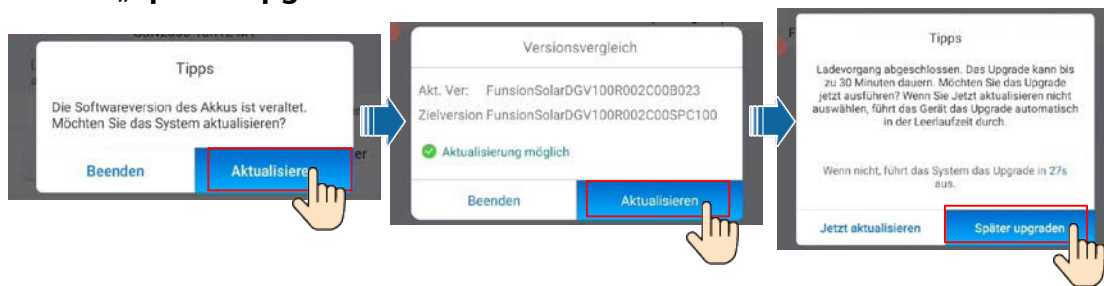 Tipps
Die Softwareversion des Akkus ist veraltet.
Möchten Sie das System aktualisieren?
Beenden Aktualisieren
Versionsvergleich
Akt. Ver: FunsionSolarDGV100R002C00B023
Zielversion FunsionSolarDGV100R002C00SPC100
Aktualisierung möglich
Beenden Aktualisieren
Tipps
Ladevorgang abgeschlossen. Das Upgrade kann bis
zu 30 Minuten dauern. Möchten Sie das Upgrade
jetzt ausführen? Wenn Sie Jetzt aktualisieren nicht
auswählen, führt das Gerät das Upgrade automatisch
in der Leerlaufzeit durch.
Wenn nicht, führt das System das Upgrade in 27s
aus.
Jetzt aktualisieren Später upgraden